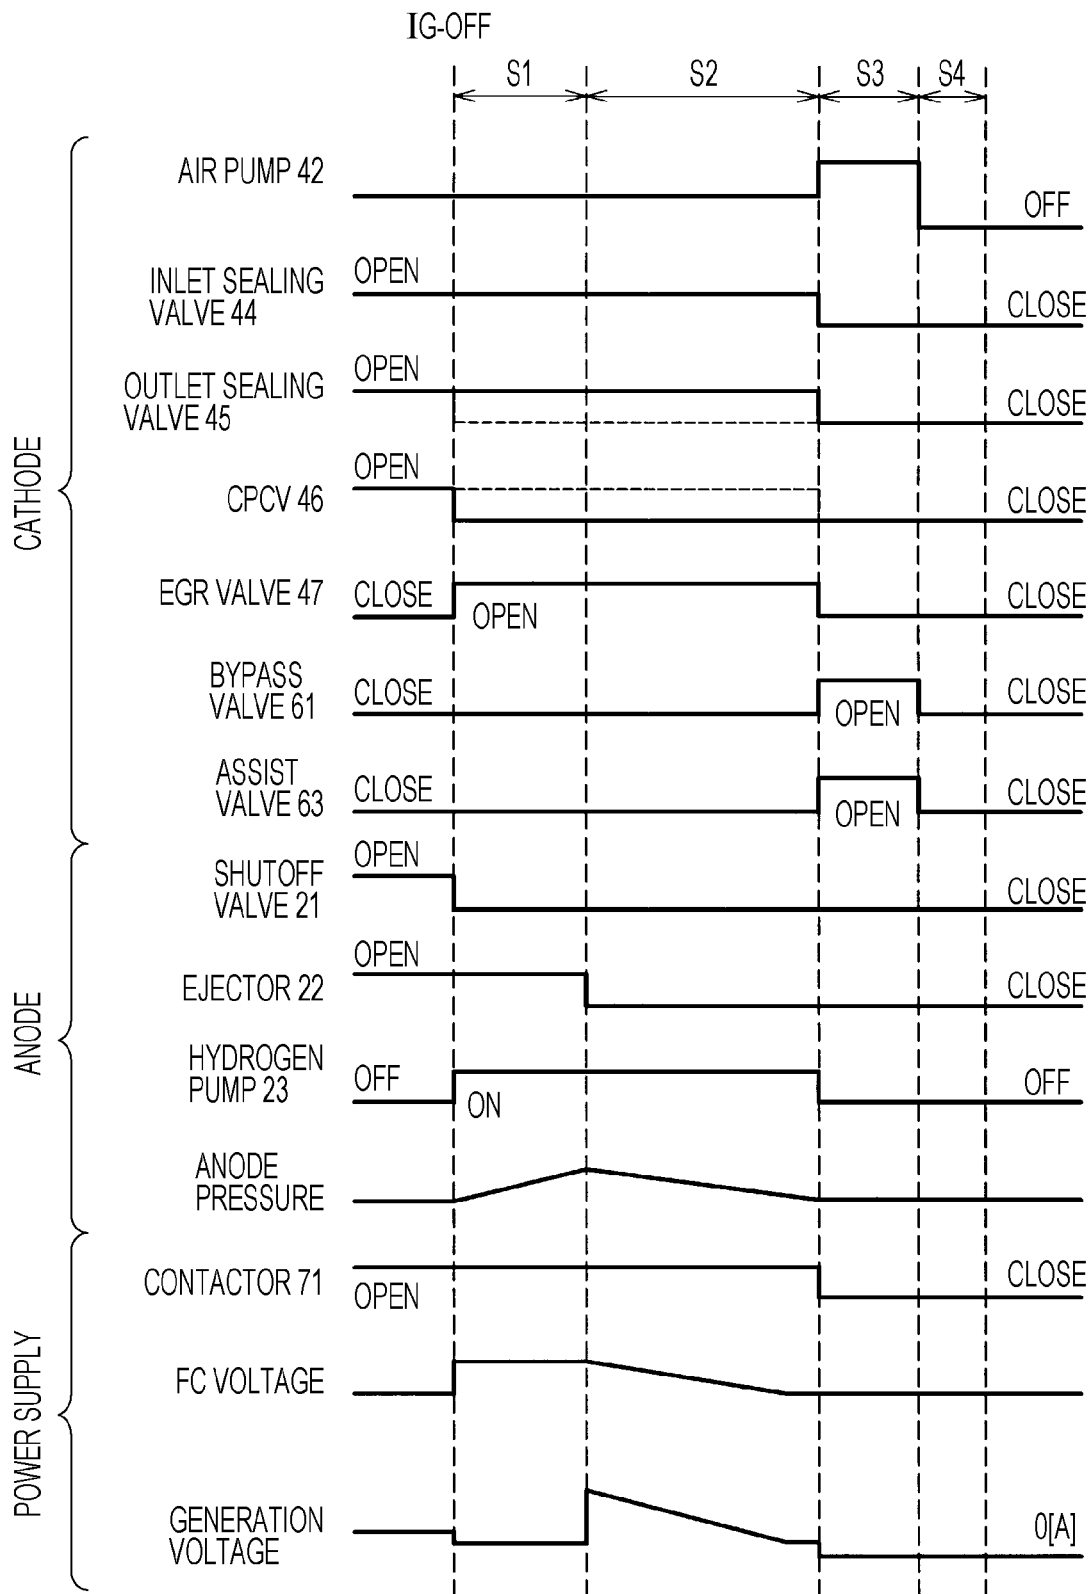 IG-OFF
S1 S2 S3 S4
CATHODE
AIR PUMP 42
OFF
INLET SEALING
VALVE 44
OPEN
CLOSE
OUTLET SEALING
VALVE 45
OPEN
CLOSE
CPCV 46
OPEN
CLOSE
EGR VALVE 47
CLOSE
OPEN
CLOSE
BYPASS
VALVE 61
CLOSE
OPEN
CLOSE
ASSIST
VALVE 63
CLOSE
OPEN
CLOSE
ANODE
SHUTOFF
VALVE 21
OPEN
CLOSE
EJECTOR 22
OPEN
CLOSE
HYDROGEN
PUMP 23
OFF
ON
OFF
ANODE
PRESSURE
POWER SUPPLY
CONTACTOR 71
OPEN
CLOSE
FC VOLTAGE
GENERATION
VOLTAGE
0[A]